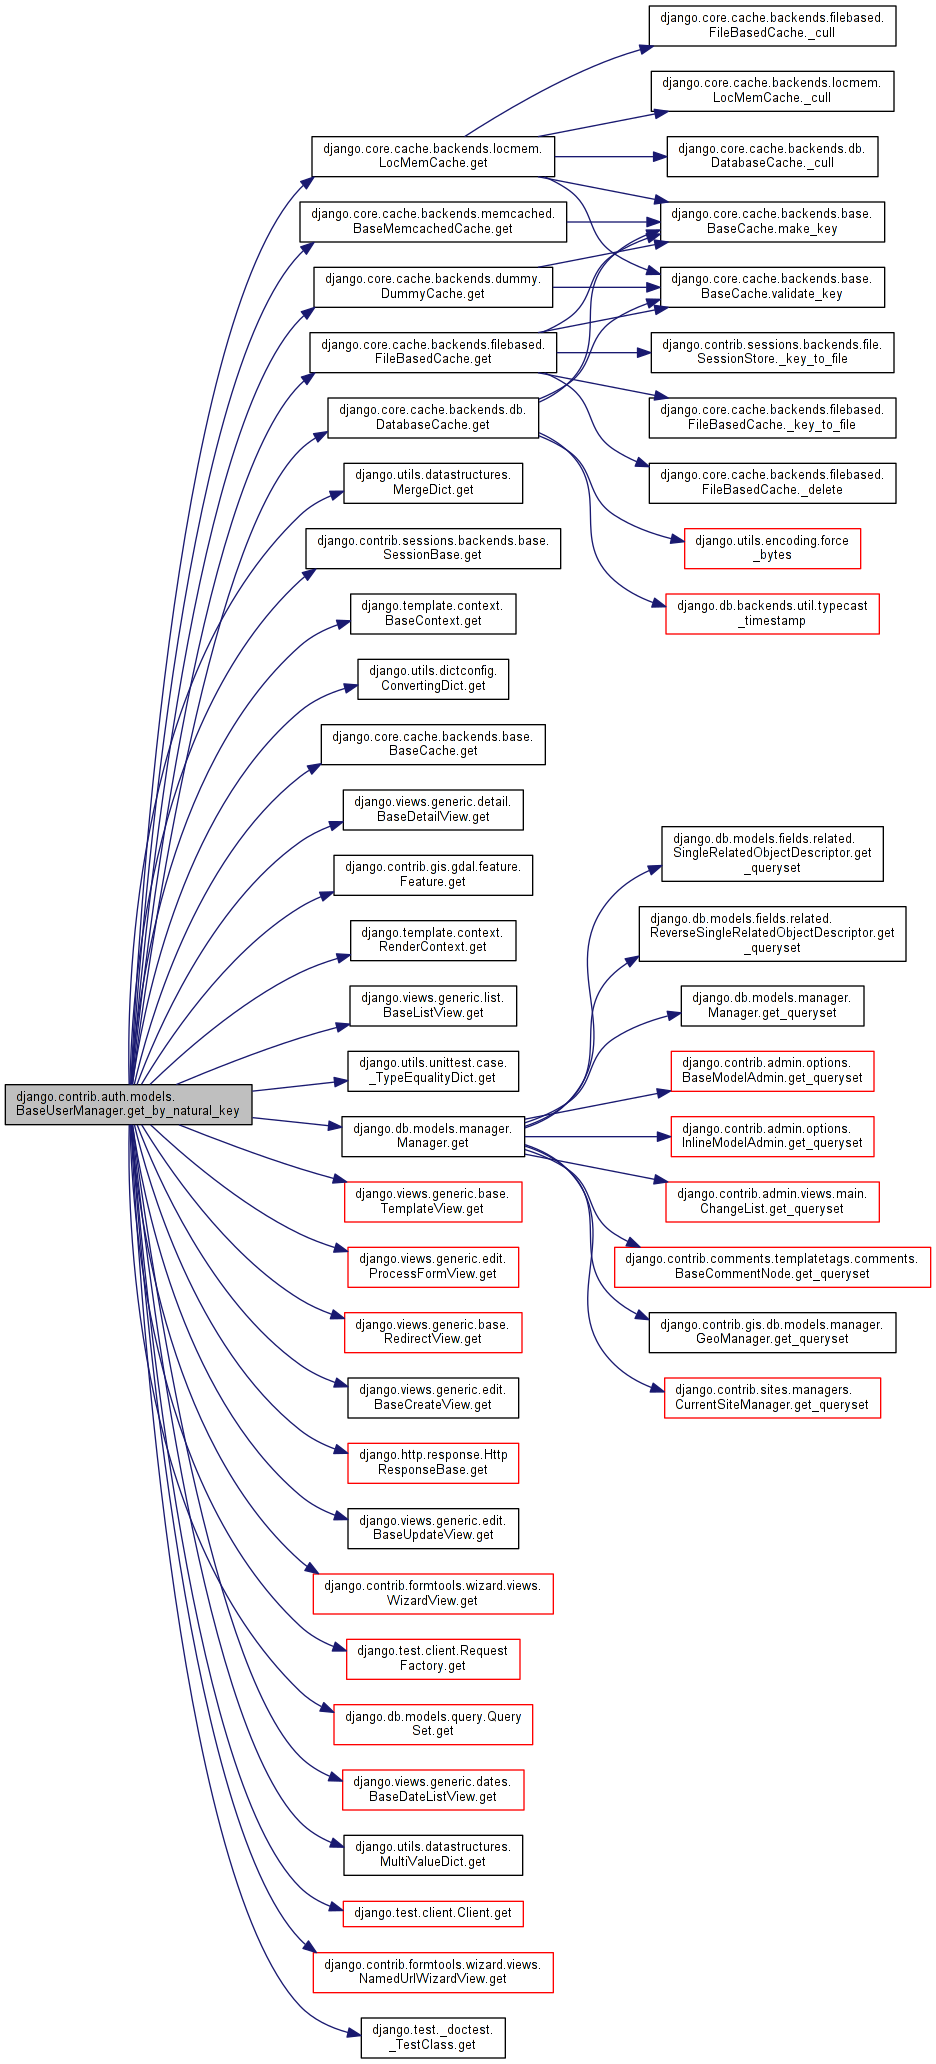 django.contrib.auth.models.
BaseUserManager.get_by_natural_key
django.core.cache.backends.locmem.
LocMemCache.get
django.core.cache.backends.memcached.
BaseMemcachedCache.get
django.core.cache.backends.dummy.
DummyCache.get
django.core.cache.backends.filebased.
FileBasedCache.get
django.core.cache.backends.db.
DatabaseCache.get
django.utils.datastructures.
MergeDict.get
django.contrib.sessions.backends.base.
SessionBase.get
django.template.context.
BaseContext.get
django.utils.dictconfig.
ConvertingDict.get
django.core.cache.backends.base.
BaseCache.get
django.views.generic.detail.
BaseDetailView.get
django.contrib.gis.gdal.feature.
Feature.get
django.template.context.
RenderContext.get
django.views.generic.list.
BaseListView.get
django.utils.unittest.case.
_TypeEqualityDict.get
django.db.models.manager.
Manager.get
django.views.generic.base.
TemplateView.get
django.views.generic.edit.
ProcessFormView.get
django.views.generic.base.
RedirectView.get
django.views.generic.edit.
BaseCreateView.get
django.http.response.Http
ResponseBase.get
django.views.generic.edit.
BaseUpdateView.get
django.contrib.formtools.wizard.views.
WizardView.get
django.test.client.Request
Factory.get
django.db.models.query.Query
Set.get
django.views.generic.dates.
BaseDateListView.get
django.utils.datastructures.
MultiValueDict.get
django.test.client.Client.get
django.contrib.formtools.wizard.views.
NamedUrlWizardView.get
django.test._doctest.
_TestClass.get
django.core.cache.backends.filebased.
FileBasedCache._cull
django.core.cache.backends.locmem.
LocMemCache._cull
django.core.cache.backends.db.
DatabaseCache._cull
django.core.cache.backends.base.
BaseCache.make_key
django.core.cache.backends.base.
BaseCache.validate_key
django.contrib.sessions.backends.file.
SessionStore._key_to_file
django.core.cache.backends.filebased.
FileBasedCache._key_to_file
django.core.cache.backends.filebased.
FileBasedCache._delete
django.utils.encoding.force
_bytes
django.db.backends.util.typecast
_timestamp
django.db.models.fields.related.
SingleRelatedObjectDescriptor.get
_queryset
django.db.models.fields.related.
ReverseSingleRelatedObjectDescriptor.get
_queryset
django.db.models.manager.
Manager.get_queryset
django.contrib.admin.options.
BaseModelAdmin.get_queryset
django.contrib.admin.options.
InlineModelAdmin.get_queryset
django.contrib.admin.views.main.
ChangeList.get_queryset
django.contrib.comments.templatetags.comments.
BaseCommentNode.get_queryset
django.contrib.gis.db.models.manager.
GeoManager.get_queryset
django.contrib.sites.managers.
CurrentSiteManager.get_queryset